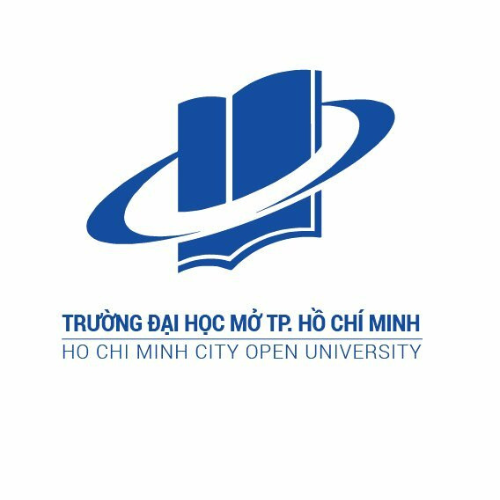 TRƯỜNG ĐẠI HỌC MỞ TP. HỒ CHÍ MINH
HO CHI MINH CITY OPEN UNIVERSITY